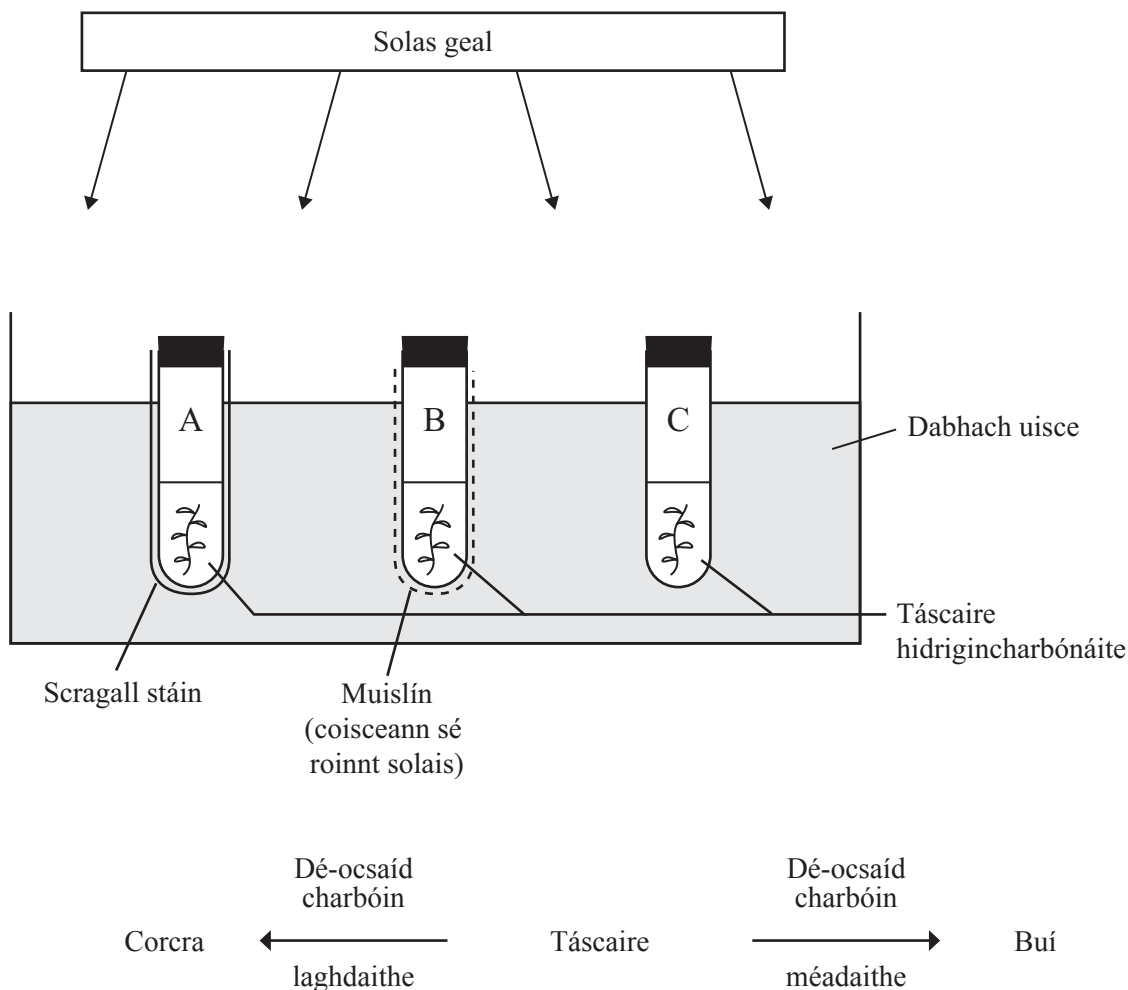 Solas geal
A
B
C
Dabhach uisce
Táscaire
hidrigincharbónáite
Scragall stáin
Muislín
(coisceann sé
roinnt solais)
Dé-ocsaíd
charbóin
Dé-ocsaíd
charbóin
Corcra
Táscaire
Buí
laghdaithe
méadaithe